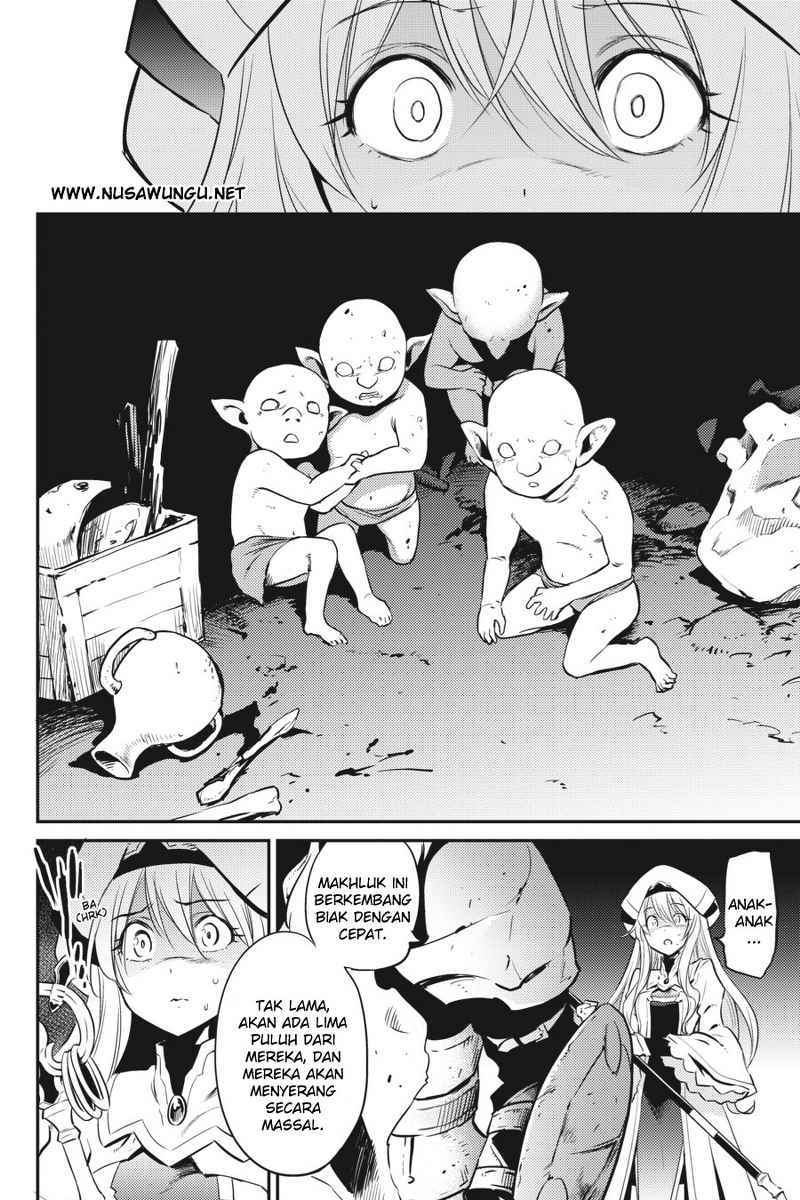 WWW.NUSAWUNGU.NET
ANAK-
ANAK
...
MAKHLUK INI
BERKEMBANG
BIAK DENGAN
CEPAT.
TAK LAMA,
AKAN ADA LIMA
PULUH DARI
MEREKA, DAN
MEREKA AKAN
MENYERANG
SECARA
MASSAL.
BA
(HRK)